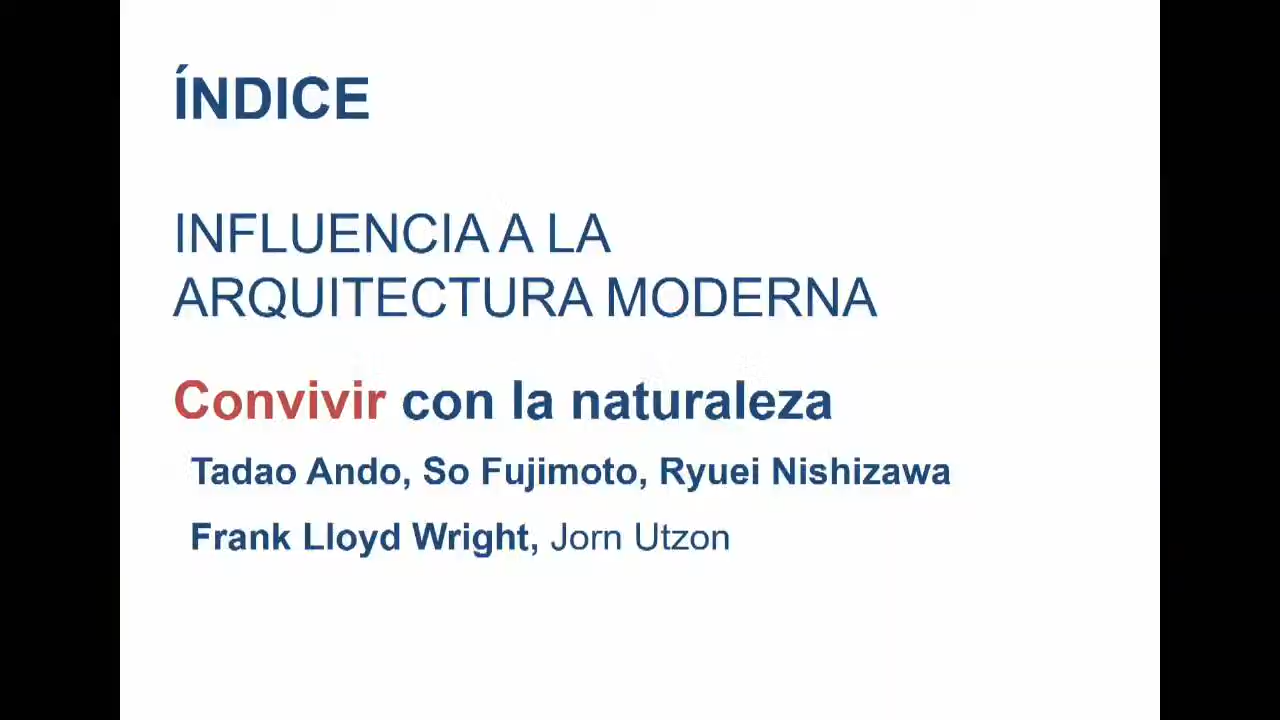 ÍNDICE
INFLUENCIA A LA
ARQUITECTURA MODERNA
Convivir con la naturaleza
Tadao Ando, So Fujimoto, Ryuei Nishizawa
Frank Lloyd Wright, Jorn Utzon